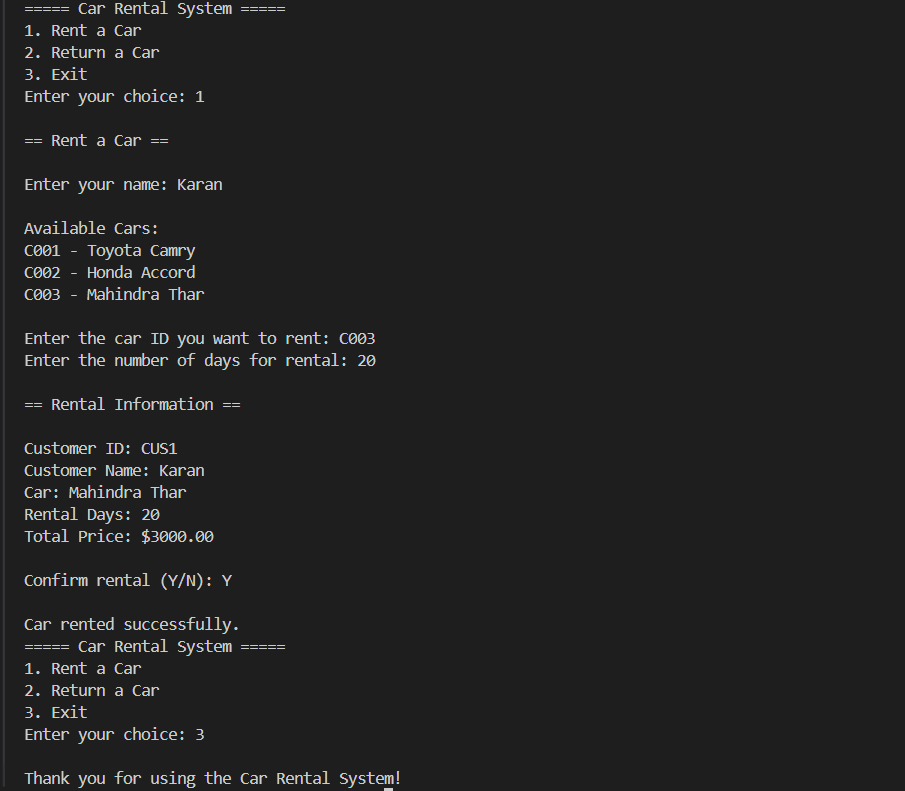 ===== Car Rental System =====
1. Rent a Car
2. Return a Car
3. Exit
Enter your choice: 1
== Rent a Car ==
Enter your name: Karan
Available Cars:
C001 - Toyota Camry
C002 - Honda Accord
C003 - Mahindra Thar
Enter the car ID you want to rent: C003
Enter the number of days for rental: 20
== Rental Information ==
Customer ID: CUS1
Customer Name: Karan
Car: Mahindra Thar
Rental Days: 20
Total Price: $3000.00
Confirm rental (Y/N): Y
Car rented successfully.
===== Car Rental System =====
1. Rent a Car
2. Return a Car
3. Exit
Enter your choice: 3
Thank you for using the Car Rental System!